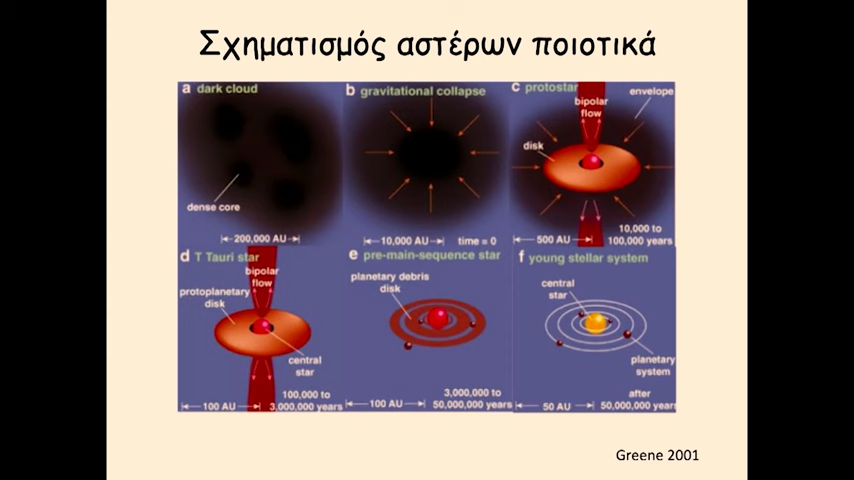 Σχηματισμός αστέρων ποιοτικά
a dark cloud
dense core
200,000 AU
b gravitational collapse
10,000 AU time = 0
c protostar
envelope
bipolar
flow
disk
10,000 to
500 AU 100,000 years
d T Tauri star
bipolar
flow
protoplanetary
disk
central
star
100,000 to
100 AU 3,000,000 years
e pre-main-sequence star
planetary debris
disk
3,000,000 to
100 AU 50,000,000 years
f young stellar system
central
star
planetary
system
after
50 AU 50,000,000 years
Greene 2001